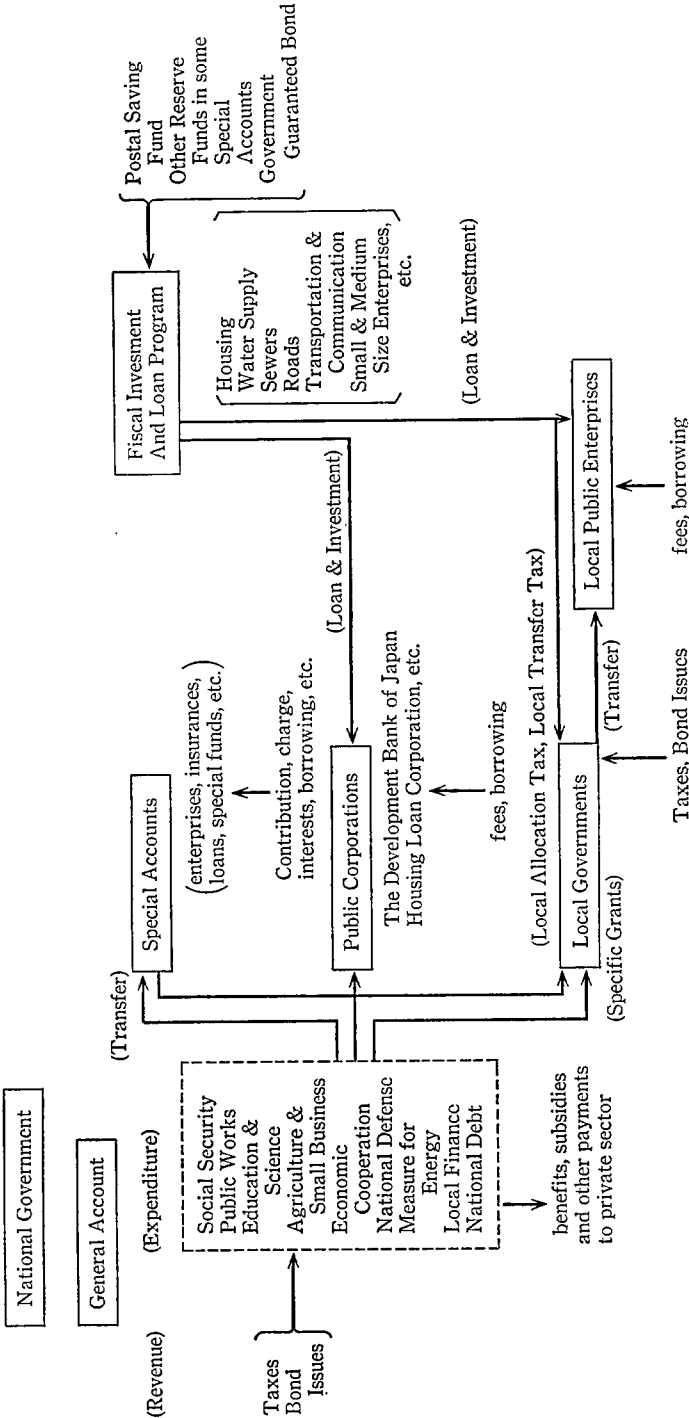 National Government
General Account
(Revenue)
(Expenditure)
Taxes
Bond
Issues
Social Security
Public Works
Education &
Science
Agriculture &
Small Business
Economic
Cooperation
National Defense
Measure for
Energy
Local Finance
National Debt
benefits, subsidies
and other payments
to private sector
(Transfer)
Special Accounts
(enterprises, insurances,
loans, special funds, etc.)
Contribution, charge,
interests, borrowing, etc.
Public Corporations
The Development Bank of Japan
Housing Loan Corporation, etc.
fees, borrowing
(Loan & Investment)
(Local Allocation Tax, Local Transfer Tax)
Local Governments
(Specific Grants)
(Transfer)
Taxes, Bond Issues
Fiscal Invesment
And Loan Program
Postal Saving
Fund
Other Reserve
Funds in some
Special
Accounts
Government
Guaranteed Bond
Housing
Water Supply
Sewers
Roads
Transportation &
Communication
Small & Medium
Size Enterprises,
etc.
(Loan & Investment)
Local Public Enterprises
fees, borrowing